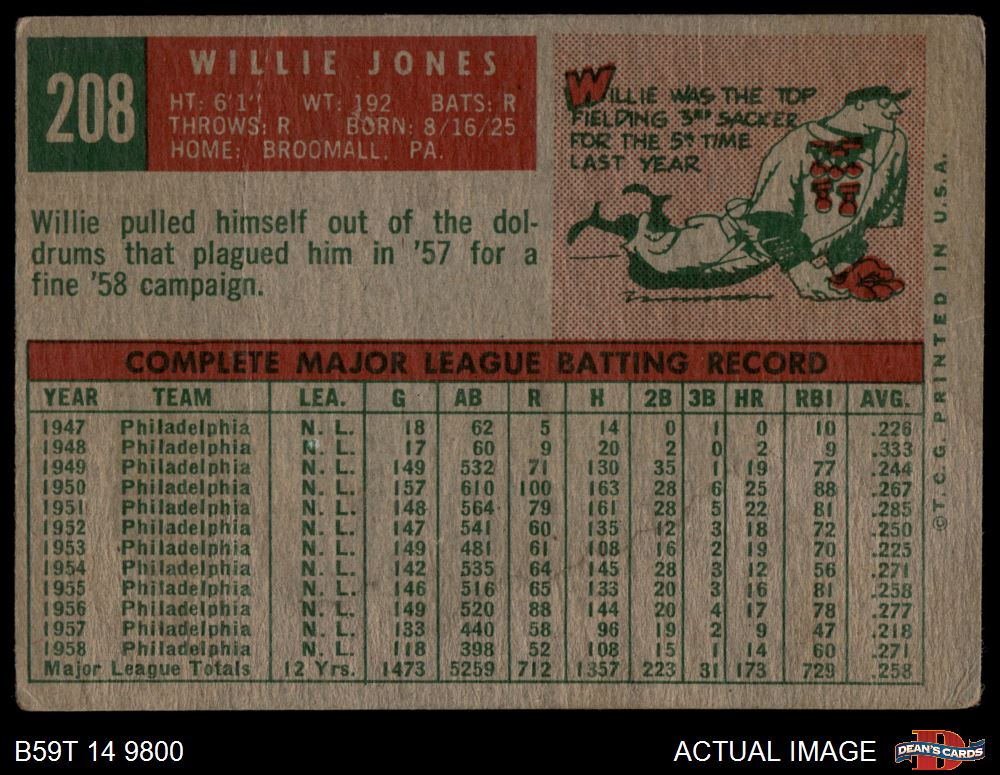 208
WILLIE JONES
HT: 6'1" WT: 192 BATS: R
THROWS: R BORN: 8/16/25
HOME: BROOMALL, PA.
WILLIE WAS THE TOP
FIELDING 3RD SACKER
FOR THE 5TH TIME
LAST YEAR
Willie pulled himself out of the dol-
drums that plagued him in '57 for a
fine '58 campaign.
COMPLETE MAJOR LEAGUE BATTING RECORD
YEAR TEAM LEA. G AB R H 2B 3B HR RBI AVG.
1947 Philadelphia N. L. 18 62 5 14 0 1 0 10 .226
1948 Philadelphia N. L. 17 60 9 20 2 0 2 9 .333
1949 Philadelphia N. L. 149 532 71 130 35 1 19 77 .244
1950 Philadelphia N. L. 157 610 100 163 28 6 25 88 .267
1951 Philadelphia N. L. 148 564 79 161 28 5 22 81 .285
1952 Philadelphia N. L. 147 541 60 135 12 3 18 72 .250
1953 Philadelphia N. L. 149 481 61 108 16 2 19 70 .225
1954 Philadelphia N. L. 142 535 64 145 28 3 12 56 .271
1955 Philadelphia N. L. 146 516 65 133 20 3 16 81 .258
1956 Philadelphia N. L. 149 520 88 144 20 4 17 78 .277
1957 Philadelphia N. L. 133 440 58 96 19 2 9 47 .218
1958 Philadelphia N. L. 118 398 52 108 15 1 14 60 .271
Major League Totals 12 Yrs. 1473 5259 712 1357 223 31 173 729 .258
© T. C. G. PRINTED IN U.S.A.
B59T 14 9800
ACTUAL IMAGE
DEAN'S CARDS